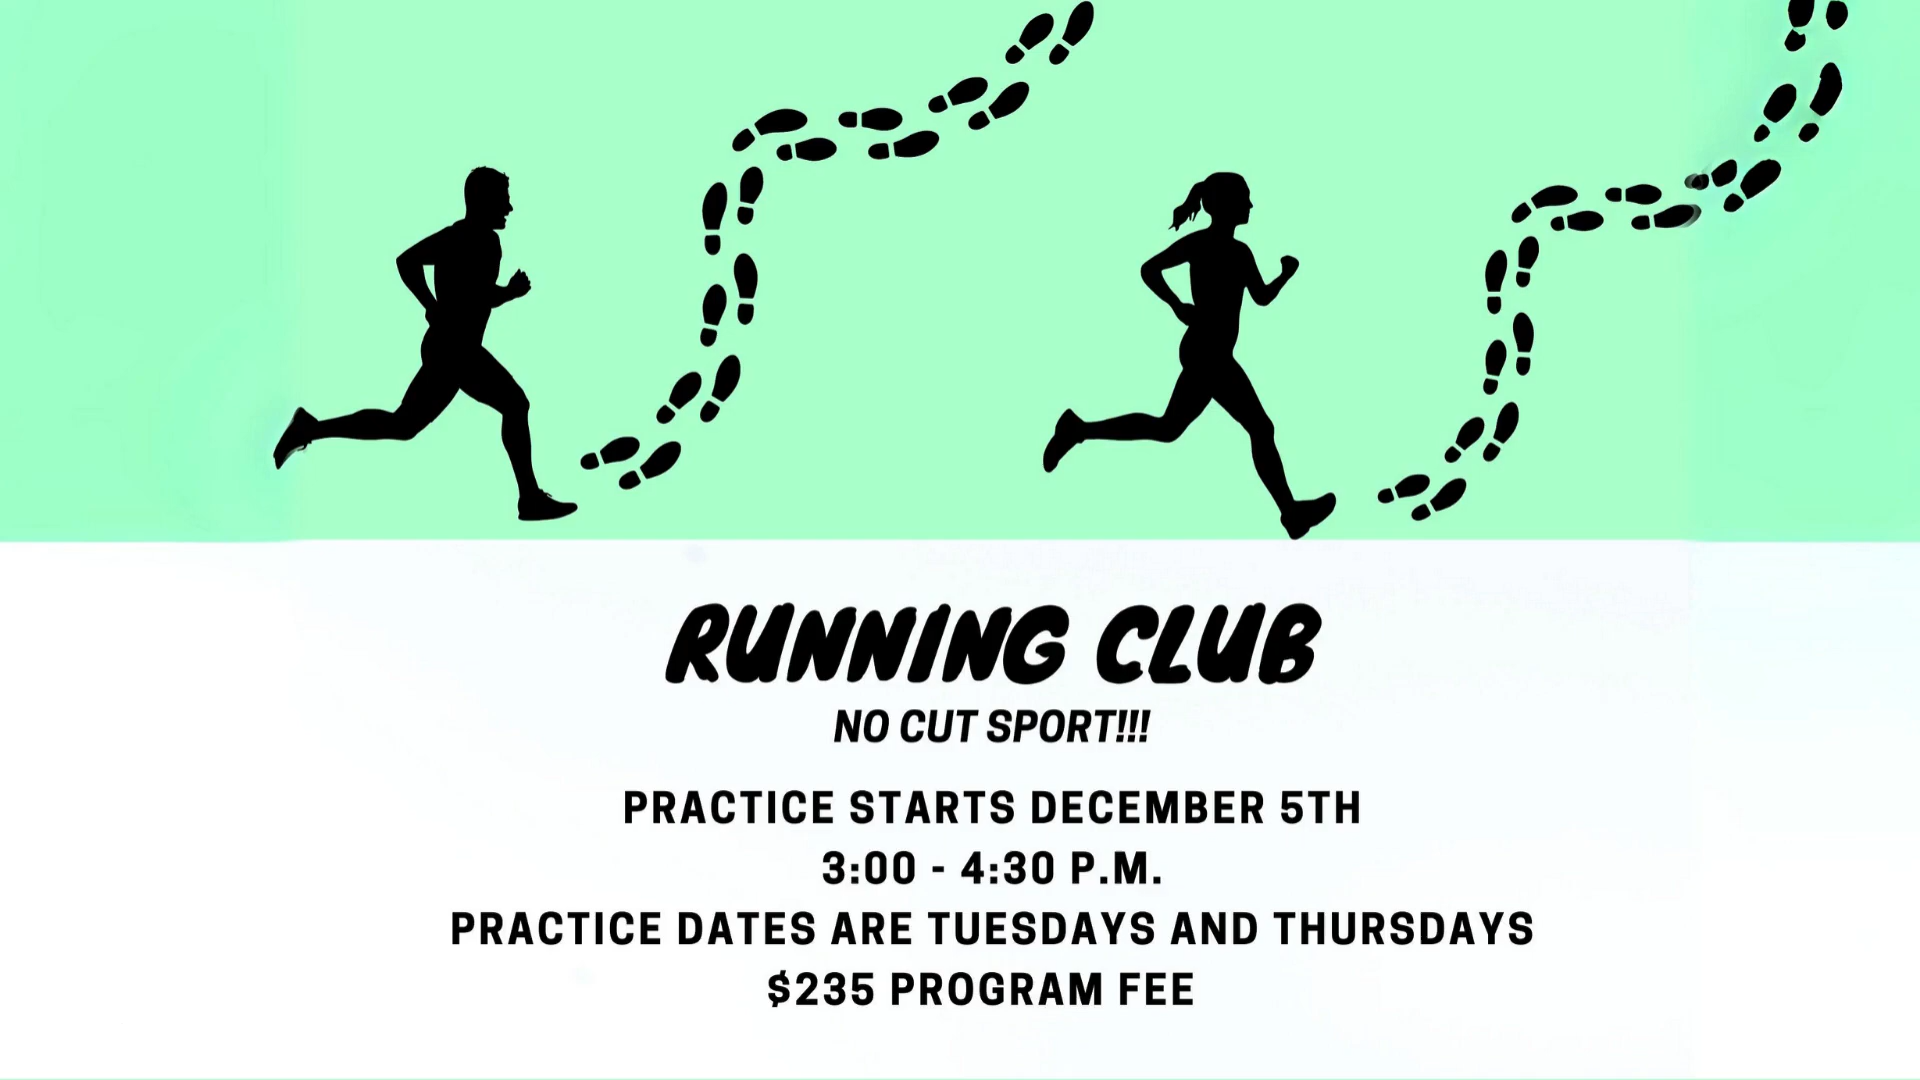 RUNNING CLUB
NO CUT SPORT!!!
PRACTICE STARTS DECEMBER 5TH
3:00 - 4:30 P.M.
PRACTICE DATES ARE TUESDAYS AND THURSDAYS
$235 PROGRAM FEE